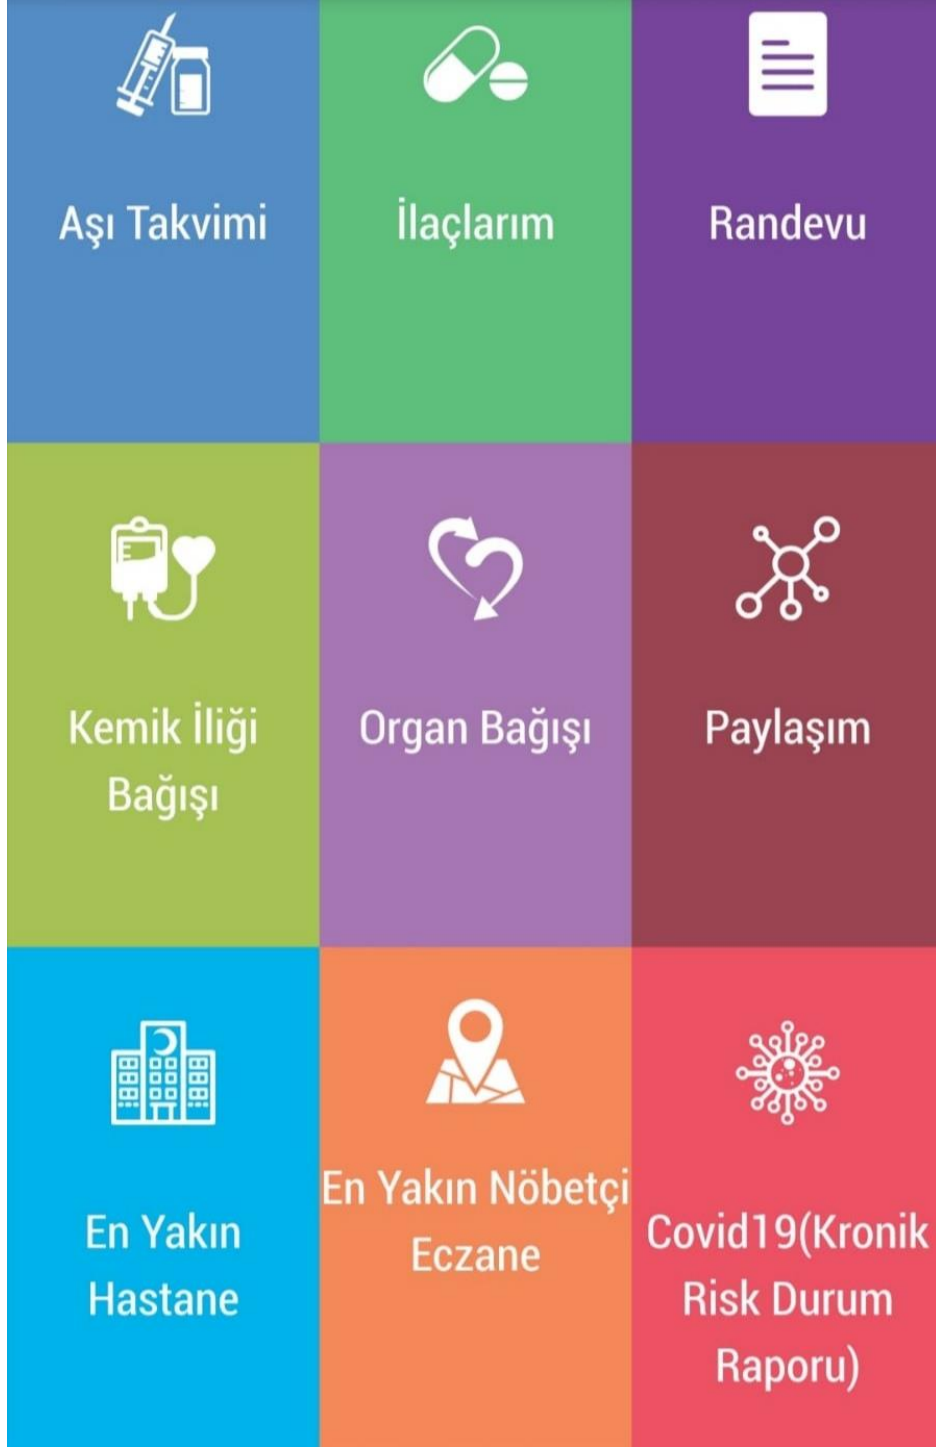 Aşı Takvimi
İlaçlarım
Randevu
Kemik İliği
Bağışı
Organ Bağışı
Paylaşım
En Yakın
Hastane
En Yakın Nöbetçi
Eczane
Covid19(Kronik
Risk Durum
Raporu)